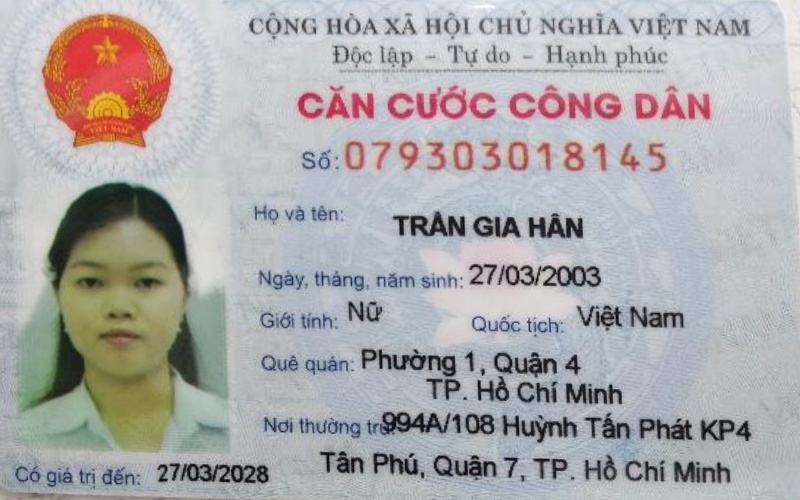 CỘNG HÒA XÃ HỘI CHỦ NGHĨA VIỆT NAM
Độc lập - Tự do - Hạnh phúc
CĂN CƯỚC CÔNG DÂN
Số: 079303018145
Họ và tên: TRẦN GIA HÂN
Ngày, tháng, năm sinh: 27/03/2003
Giới tính: Nữ Quốc tịch: Việt Nam
Quê quán: Phường 1, Quận 4
TP. Hồ Chí Minh
Nơi thường trú: 994A/108 Huỳnh Tấn Phát KP4
Tân Phú, Quận 7, TP. Hồ Chí Minh
Có giá trị đến: 27/03/2028
VIỆT NAM